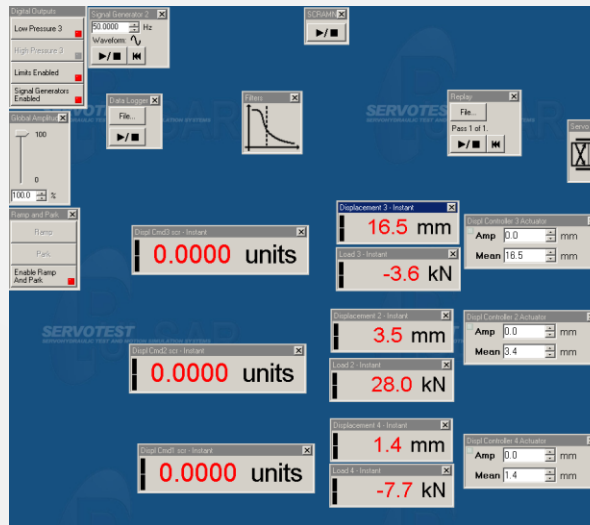 Digital Outputs
Low Pressure 3
High Pressure 3
Limits Enabled
Signal Generators
Enabled
Signal Generator 2
50.0000 Hz
Waveform:
SCRAMN
Global Amplitu
100
0
100.0 %
Data Logger
File...
Filters
Replay
File...
Pass 1 of 1.
Servo
Ramp and Park
Ramp
Park
Enable Ramp
And Park
SERVOTEST
Displ Cmd3 scr - Instant
0.0000 units
Displacement 3 - Instant
16.5 mm
Load 3 - Instant
-3.6 kN
Displ Controller 3 Actuator
Amp 0.0 mm
Mean 16.5 mm
SERVOTEST
Displ Cmd2 scr - Instant
0.0000 units
Displacement 2 - Instant
3.5 mm
Load 2 - Instant
28.0 kN
Displ Controller 2 Actuator
Amp 0.0 mm
Mean 3.4 mm
Displ Cmd1 scr - Instant
0.0000 units
Displacement 4 - Instant
1.4 mm
Load 4 - Instant
-7.7 kN
Displ Controller 4 Actuator
Amp 0.0 mm
Mean 1.4 mm